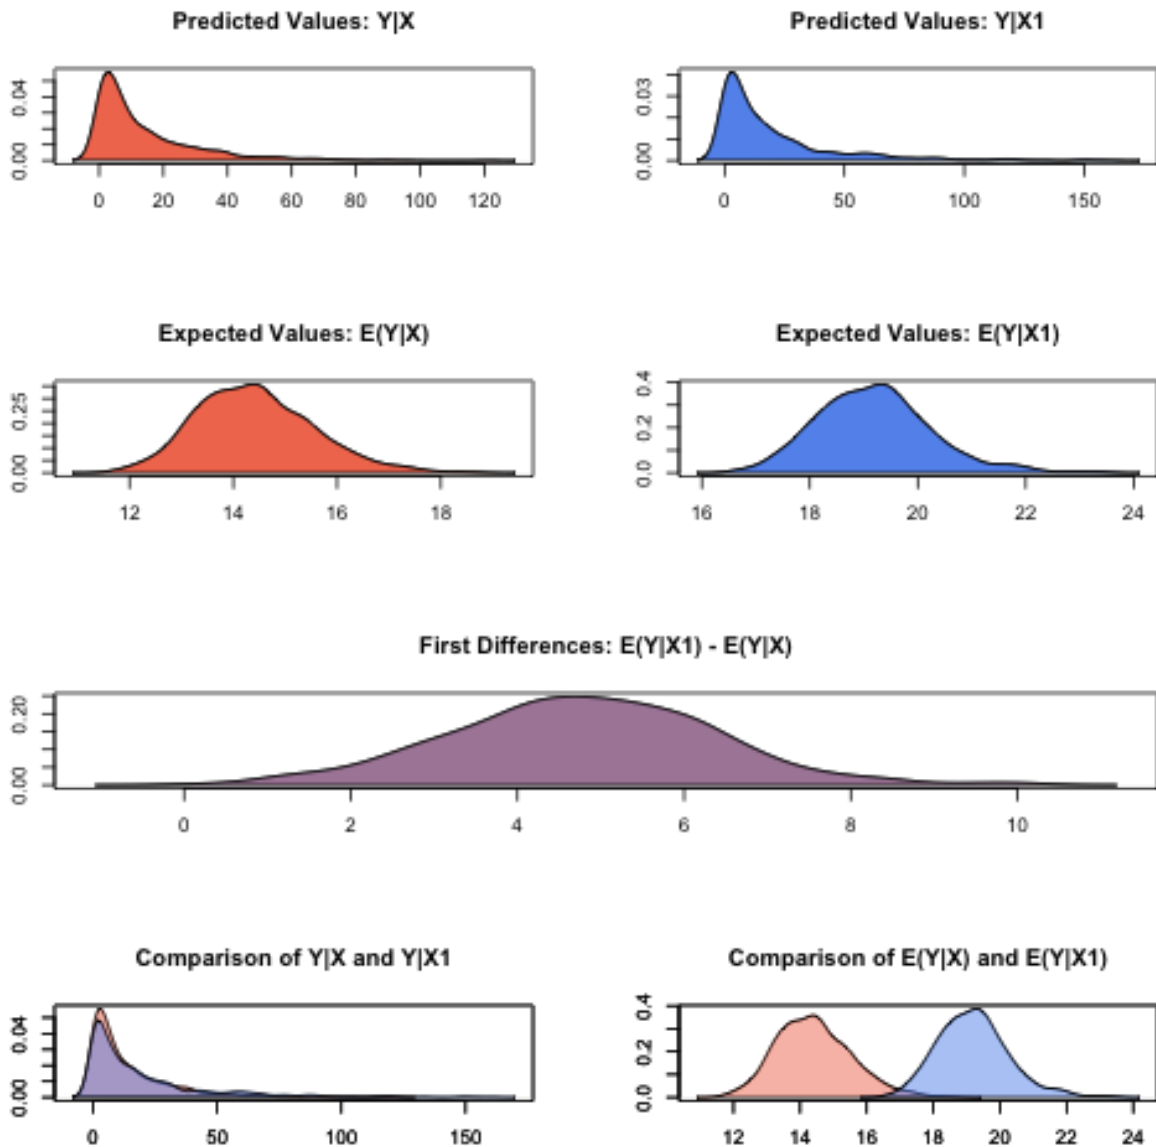 Predicted Values: Y|X
0.00 0.04
0 20 40 60 80 100 120
Predicted Values: Y|X1
0.00 0.03
0 50 100 150
Expected Values: E(Y|X)
0.00 0.25
12 14 16 18
Expected Values: E(Y|X1)
0.0 0.2 0.4
16 18 20 22 24
First Differences: E(Y|X1) - E(Y|X)
0.00 0.20
0 2 4 6 8 10
Comparison of Y|X and Y|X1
0.00 0.04
0 50 100 150
Comparison of E(Y|X) and E(Y|X1)
0.0 0.2 0.4
12 14 16 18 20 22 24